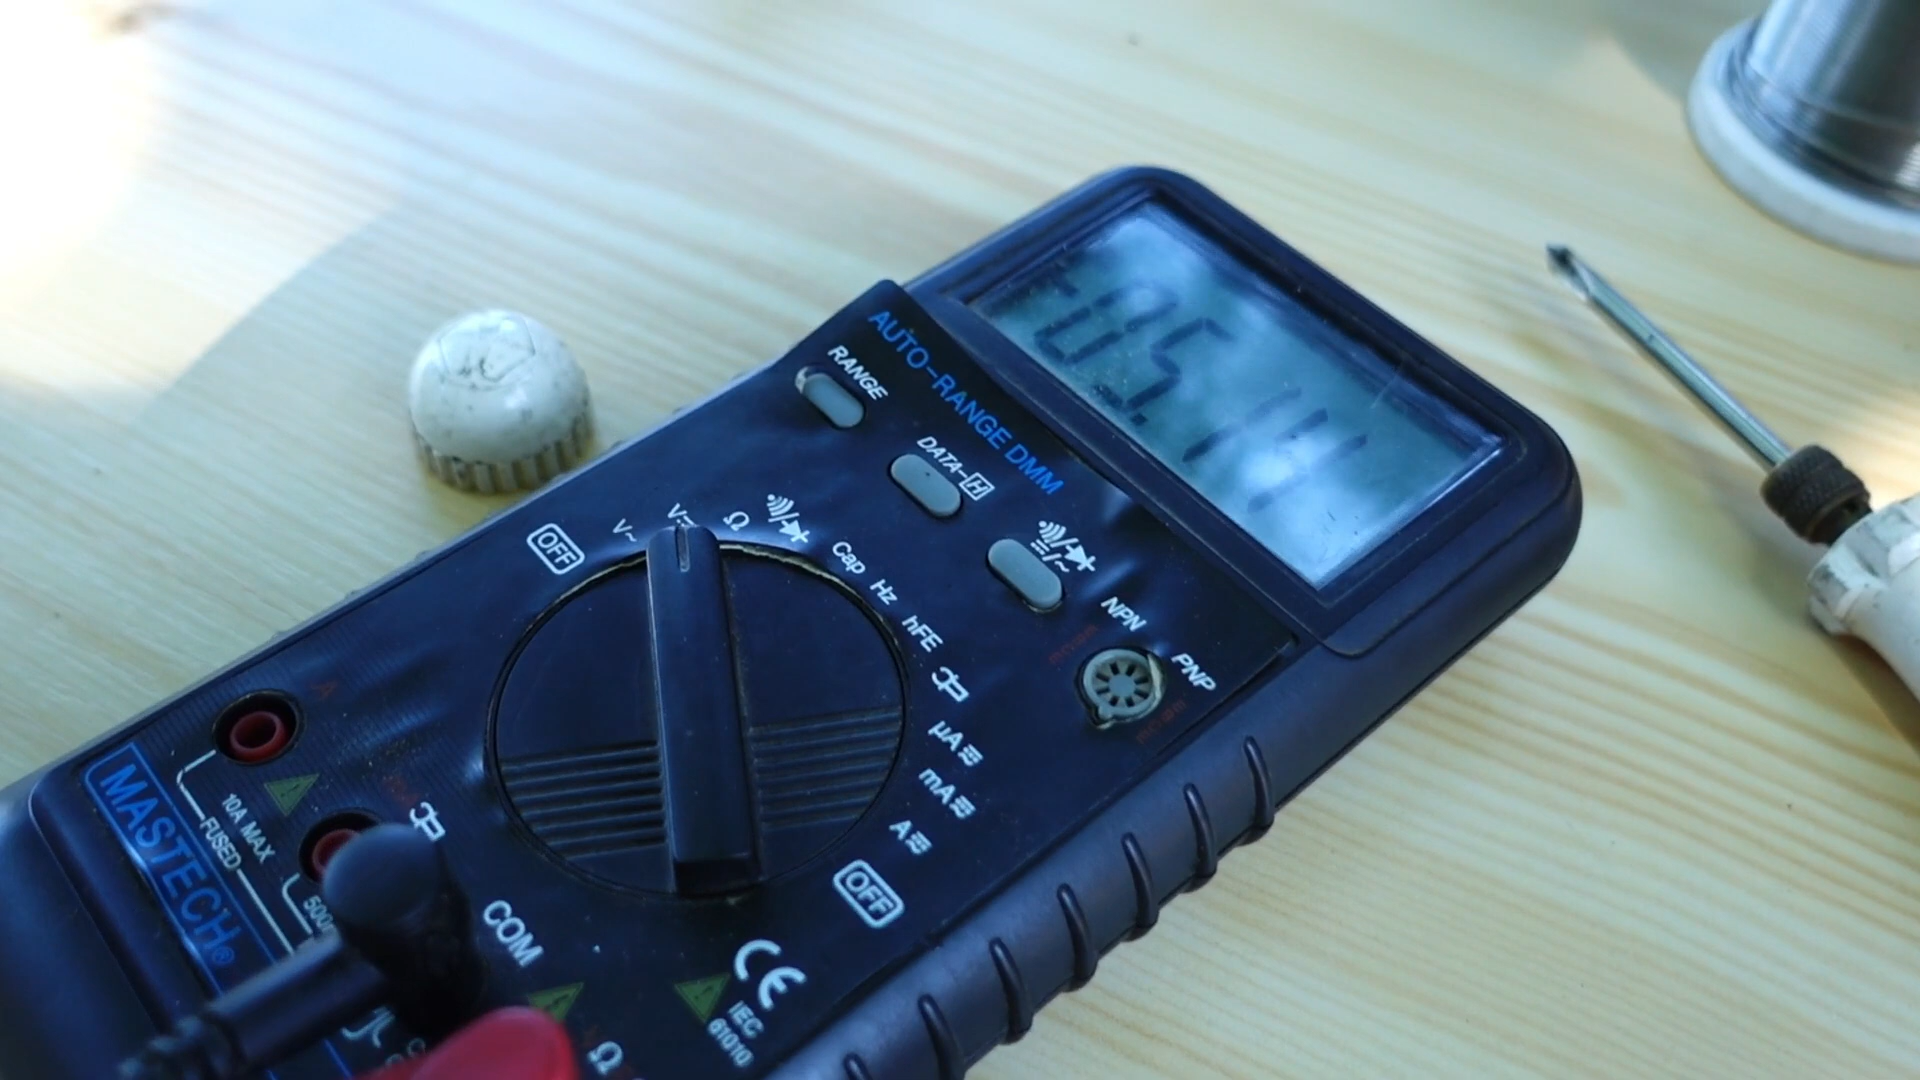 AUTO-RANGE DMM
RANGE
DATA-H
NPN
PNP
OFF
V~
V⎓
Ω
Cap
Hz
hFE
µA
mA
A
OFF
A
10A MAX
FUSED
MASTECH®
COM
CE
IEC
61010
Ω